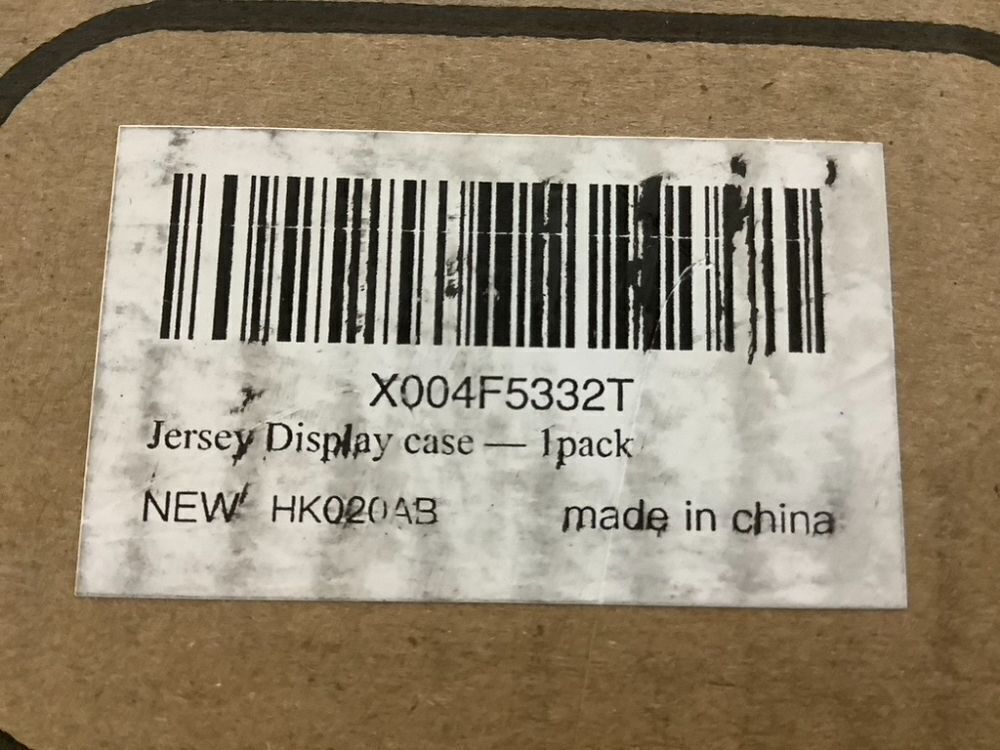 X004F5332T
Jersey Display case — 1pack
NEW HK020AB made in china